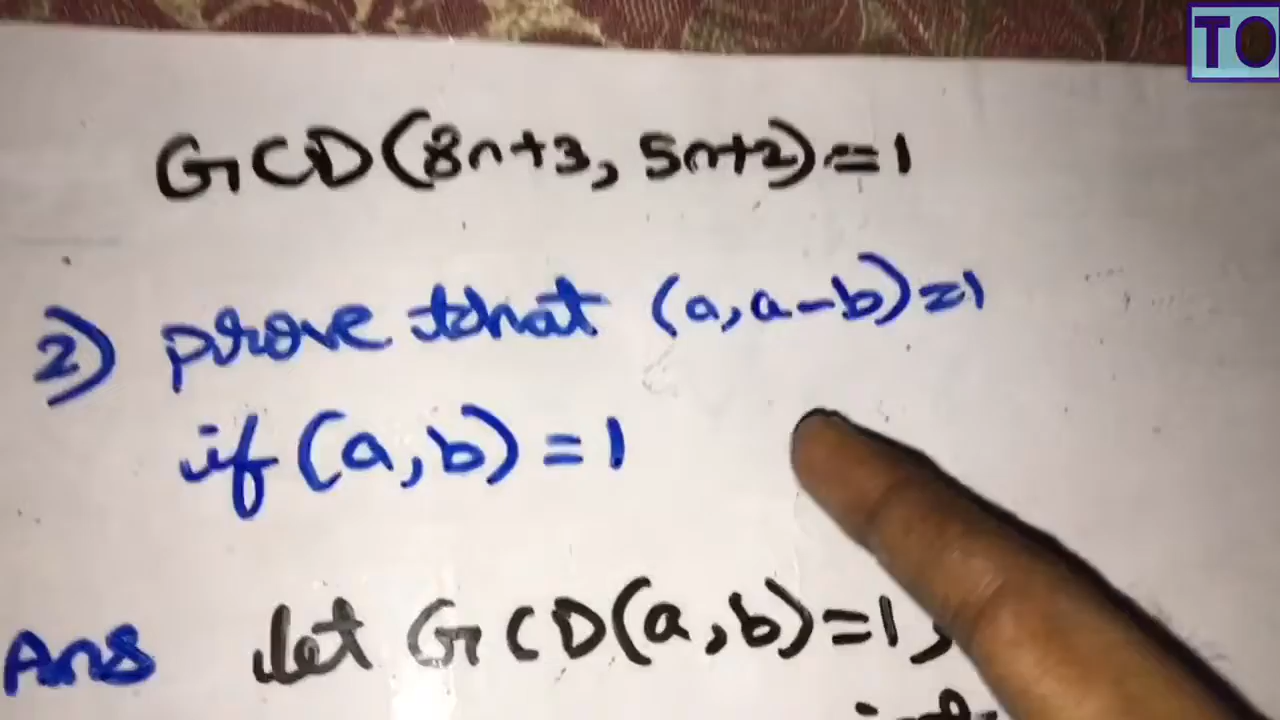 TO
GCD(8n+3, 5n+2)=1
2) prove that (a, a-b)=1
if (a, b) = 1
Ans let GCD(a, b)=1,